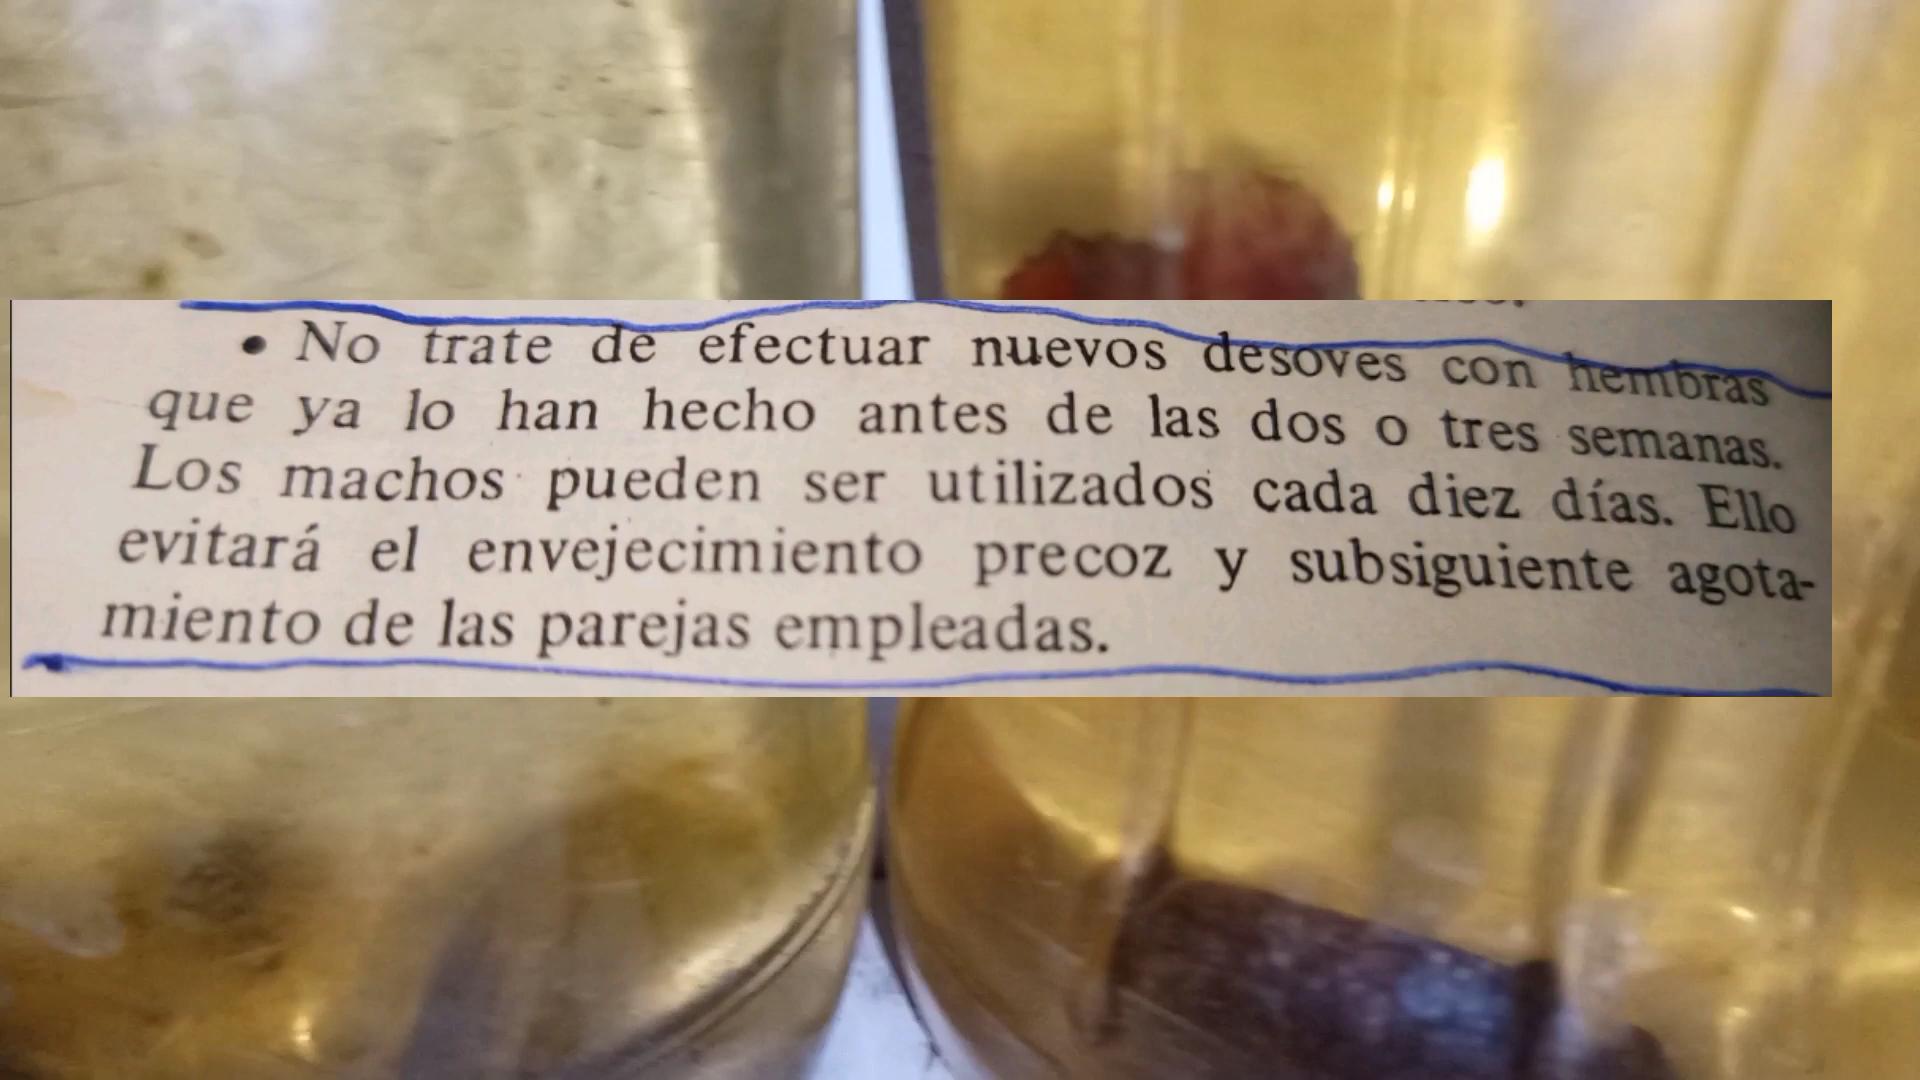 • No trate de efectuar nuevos desoves con hembras
que ya lo han hecho antes de las dos o tres semanas.
Los machos pueden ser utilizados cada diez días. Ello
evitará el envejecimiento precoz y subsiguiente agota-
miento de las parejas empleadas.